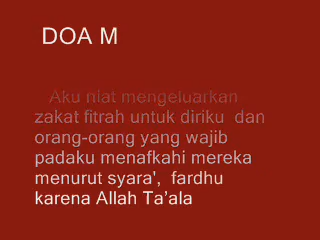 DOA M
Aku niat mengeluarkan
zakat fitrah untuk diriku dan
orang-orang yang wajib
padaku menafkahi mereka
menurut syara', fardhu
karena Allah Ta’ala